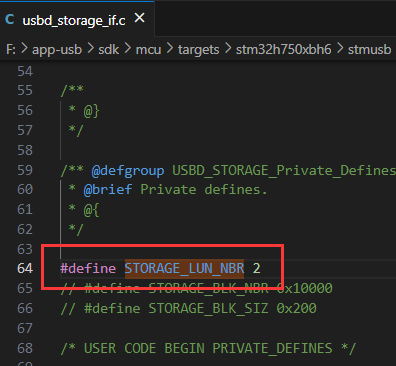 usbd_storage_if.c
F: > app-usb > sdk > mcu > targets > stm32h750xbh6 > stmusb
54
55 /**
56 * @}
57 */
58
59 /** @defgroup USBD_STORAGE_Private_Defines
60 * @brief Private defines.
61 * @{
62 */
63
64 #define STORAGE_LUN_NBR 2
65 // #define STORAGE_BLK_NBR 0x10000
66 // #define STORAGE_BLK_SIZ 0x200
67
68 /* USER CODE BEGIN PRIVATE_DEFINES */